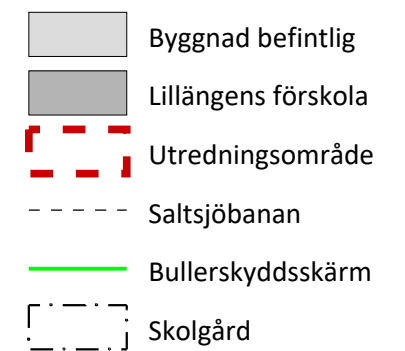 Byggnad befintlig
Lillängens förskola
Utredningsområde
Saltsjöbanan
Bullerskyddsskärm
Skolgård